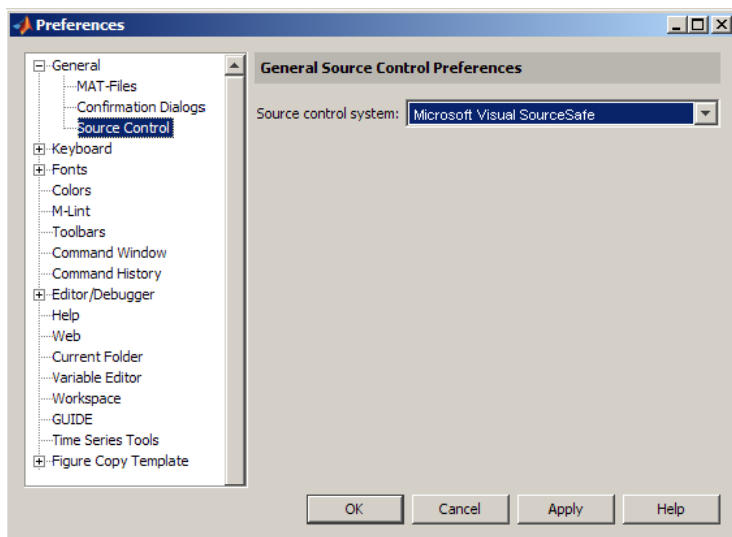 Preferences
General
MAT-Files
Confirmation Dialogs
Source Control
Keyboard
Fonts
Colors
M-Lint
Toolbars
Command Window
Command History
Editor/Debugger
Help
Web
Current Folder
Variable Editor
Workspace
GUIDE
Time Series Tools
Figure Copy Template
General Source Control Preferences
Source control system: Microsoft Visual SourceSafe
OK Cancel Apply Help